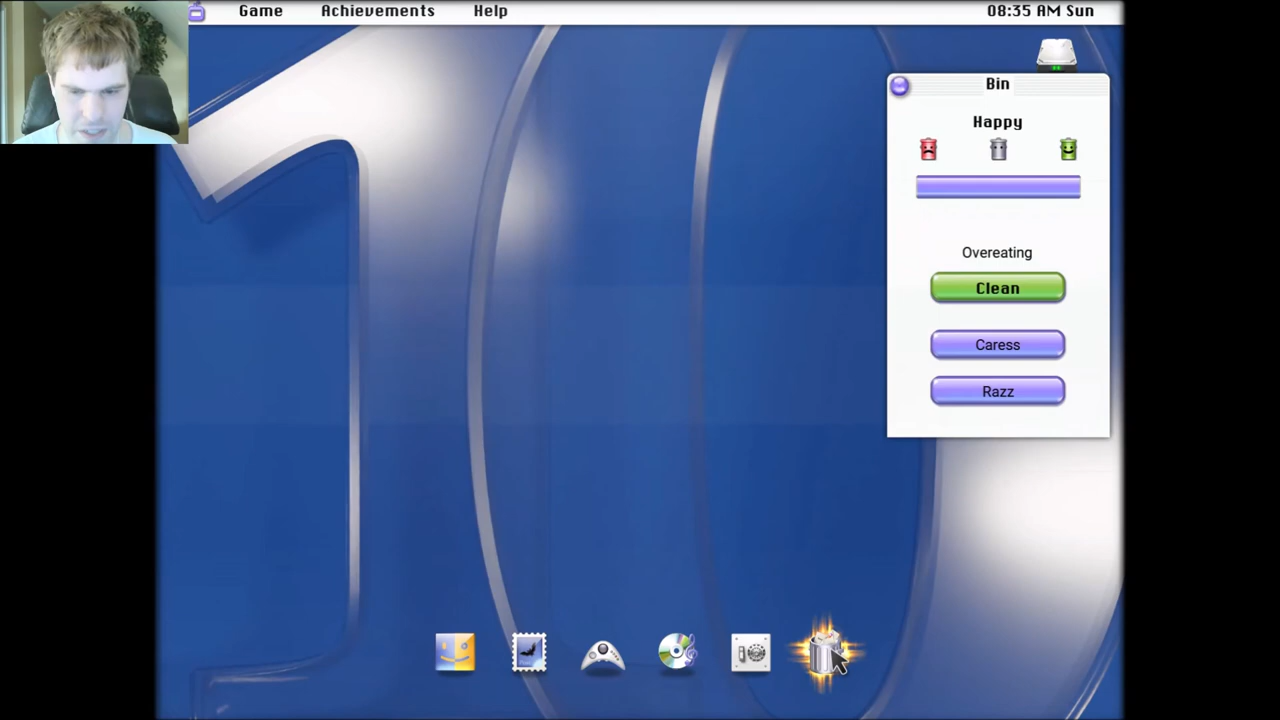 Game Achievements Help 08:35 AM Sun
Bin
Happy
Overeating
Clean
Caress
Razz